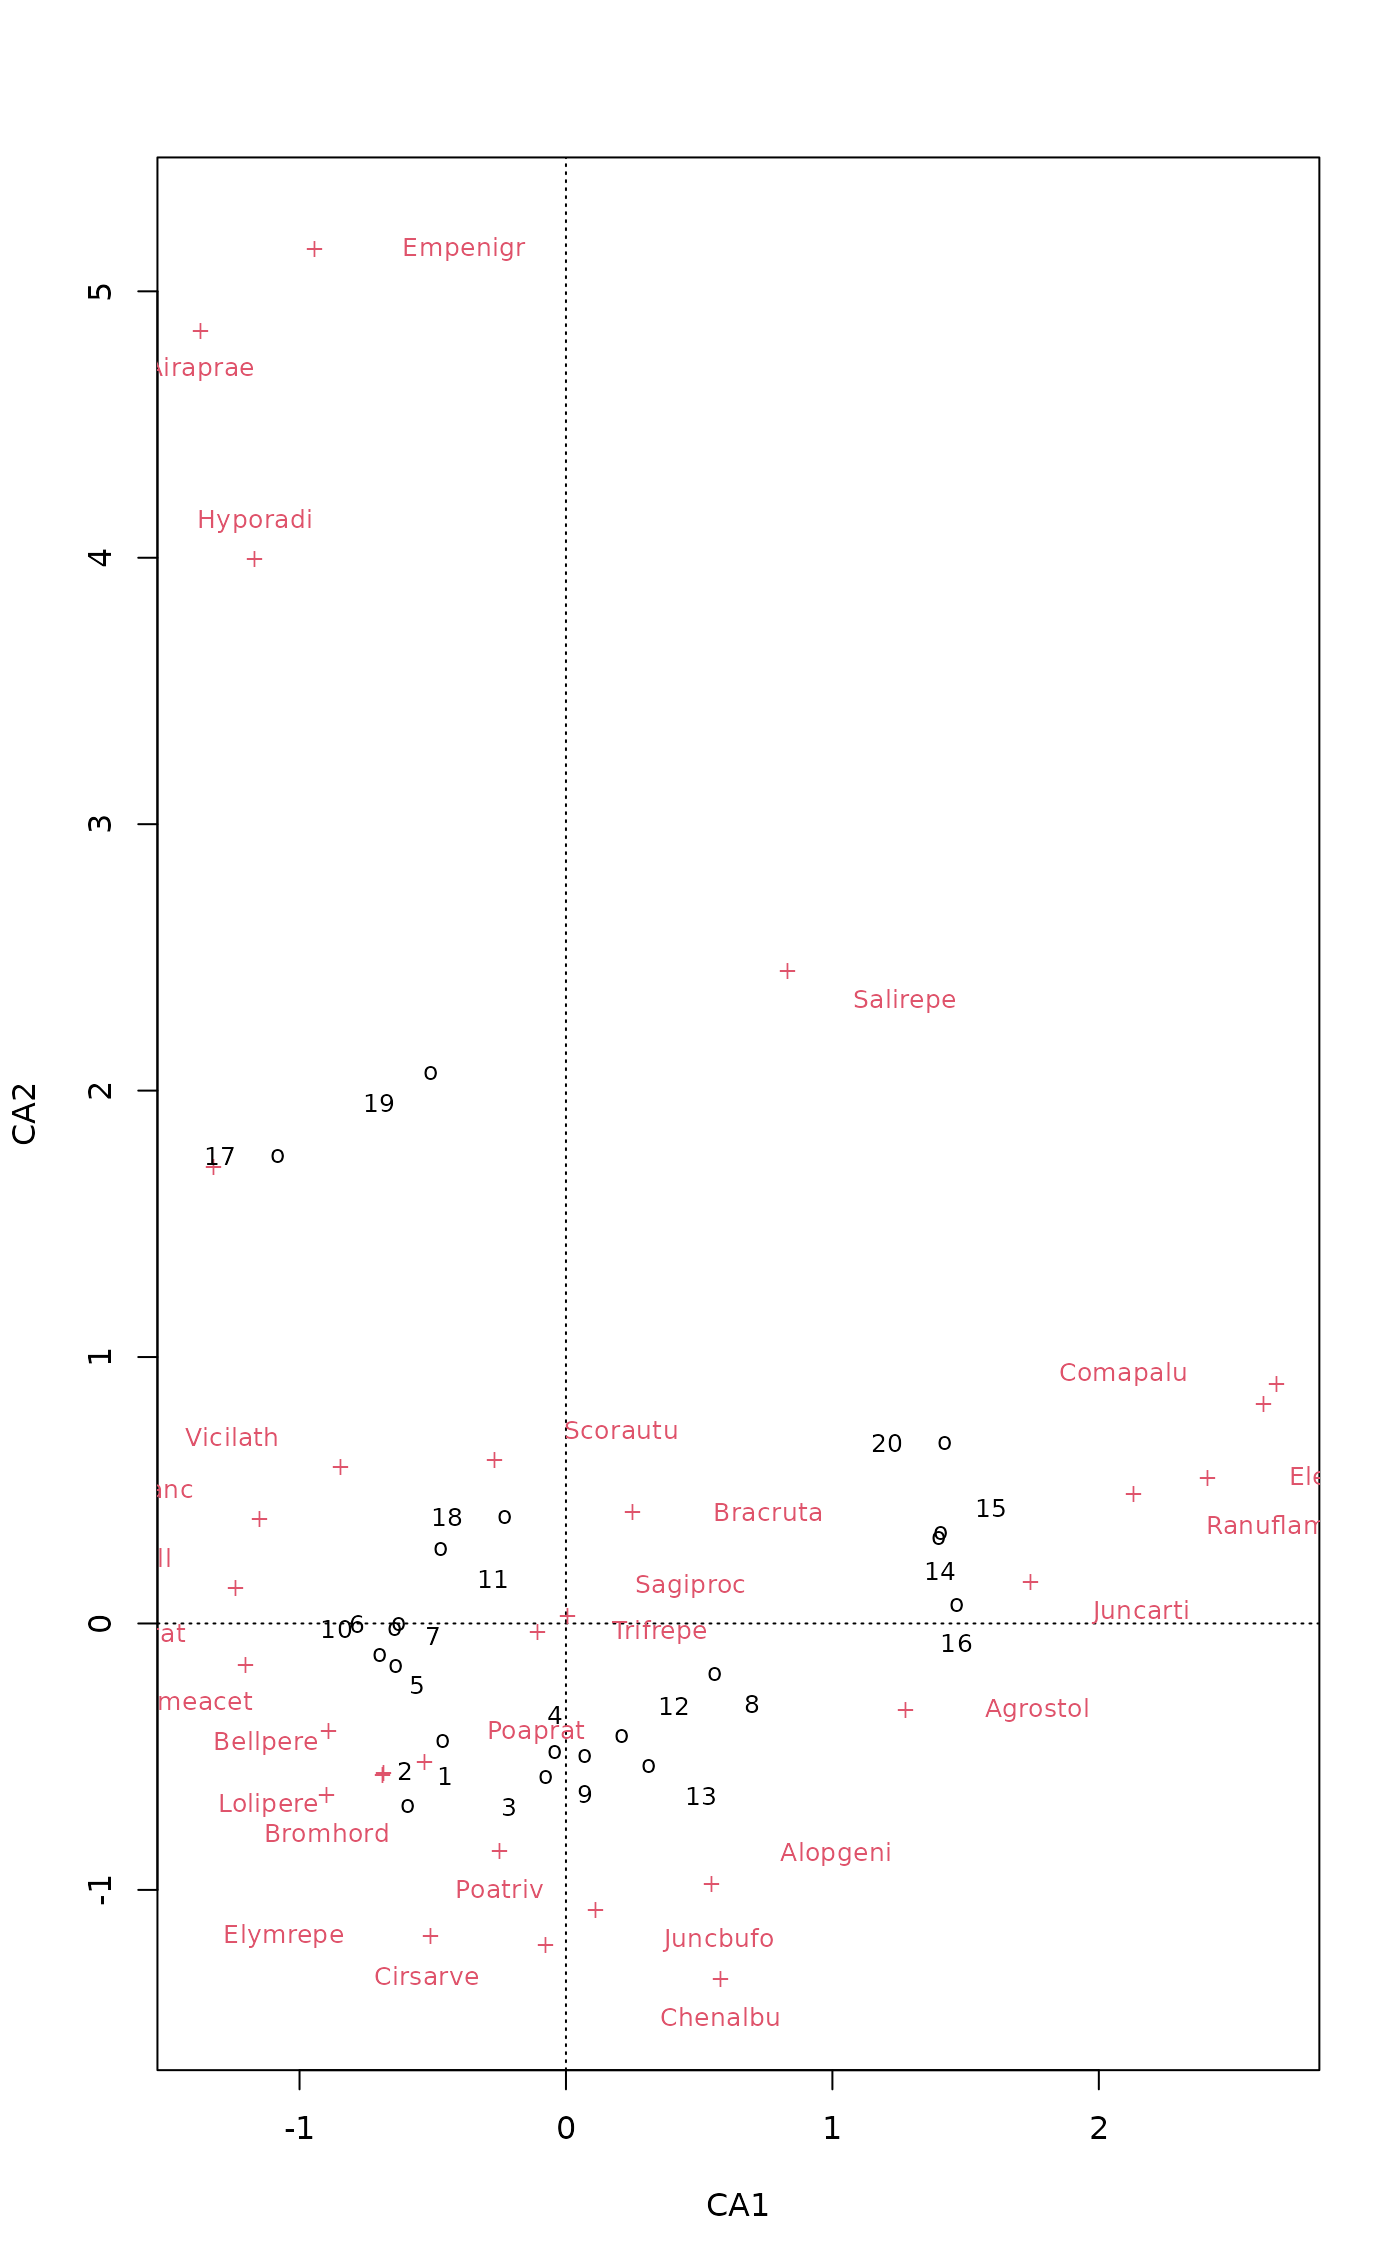 Empenigr
5
Airaprae
Hyporadi
4
3
Salirepe
2
19
17
CA2
1
Comapalu
Scorautu
Vicilath
20
Ele
anc
15
Bracruta
18
Ranuflam
ll
14
11
Sagiproc
Juncarti
0
10
6
7
Trifrepe
at
16
5
meacet
4
12
8
Agrostol
Poaprat
Bellpere
2
1
9
13
Lolipere
3
Bromhord
Alopgeni
-1
Poatriv
Elymrepe
Juncbufo
Cirsarve
Chenalbu
-1 0 1 2
CA1